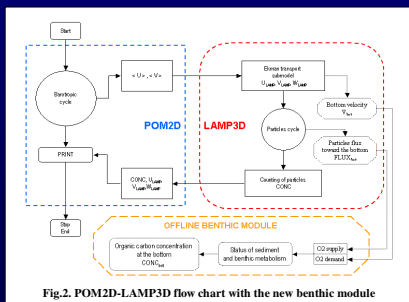 Start
Barotropic
cycle
< U > , < V >
POM2D
PRINT
CONC, U_LAMP,
V_LAMP, W_LAMP
Stop
End
LAMP3D
transport
submodel
U_LAMP, V_LAMP, W_LAMP
Particles cycle
Counting of particles
CONC
Bottom velocity
V_bot
Particles flux
toward the bottom
FLUX_bot
OFFLINE BENTHIC MODULE
Organic carbon concentration
at the bottom
CONC_bot
Status of sediment
and benthic metabolism
O2 supply
O2 demand
Fig.2. POM2D-LAMP3D flow chart with the new benthic module